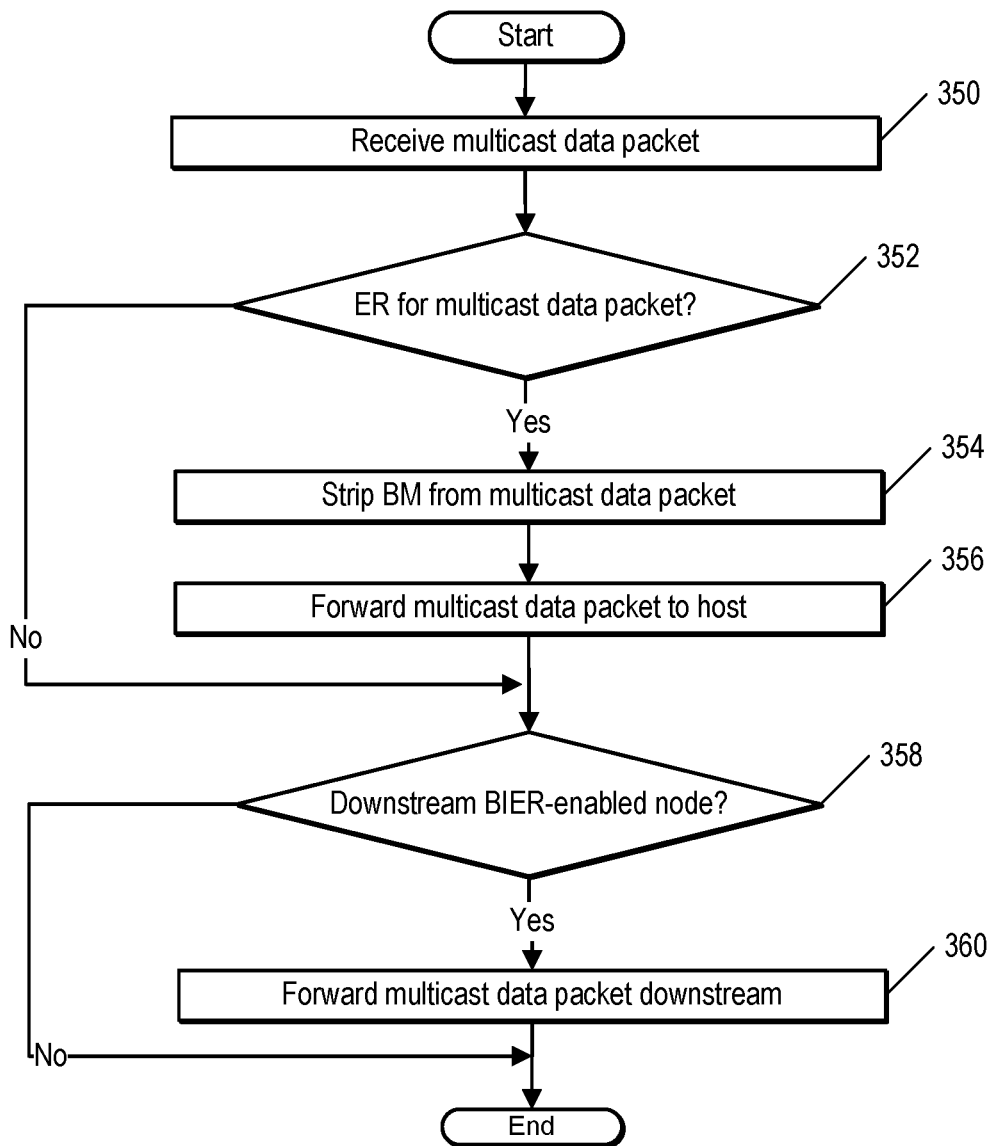 Start
350
Receive multicast data packet
352
ER for multicast data packet?
Yes
354
Strip BM from multicast data packet
356
Forward multicast data packet to host
No
358
Downstream BIER-enabled node?
Yes
360
Forward multicast data packet downstream
No
End